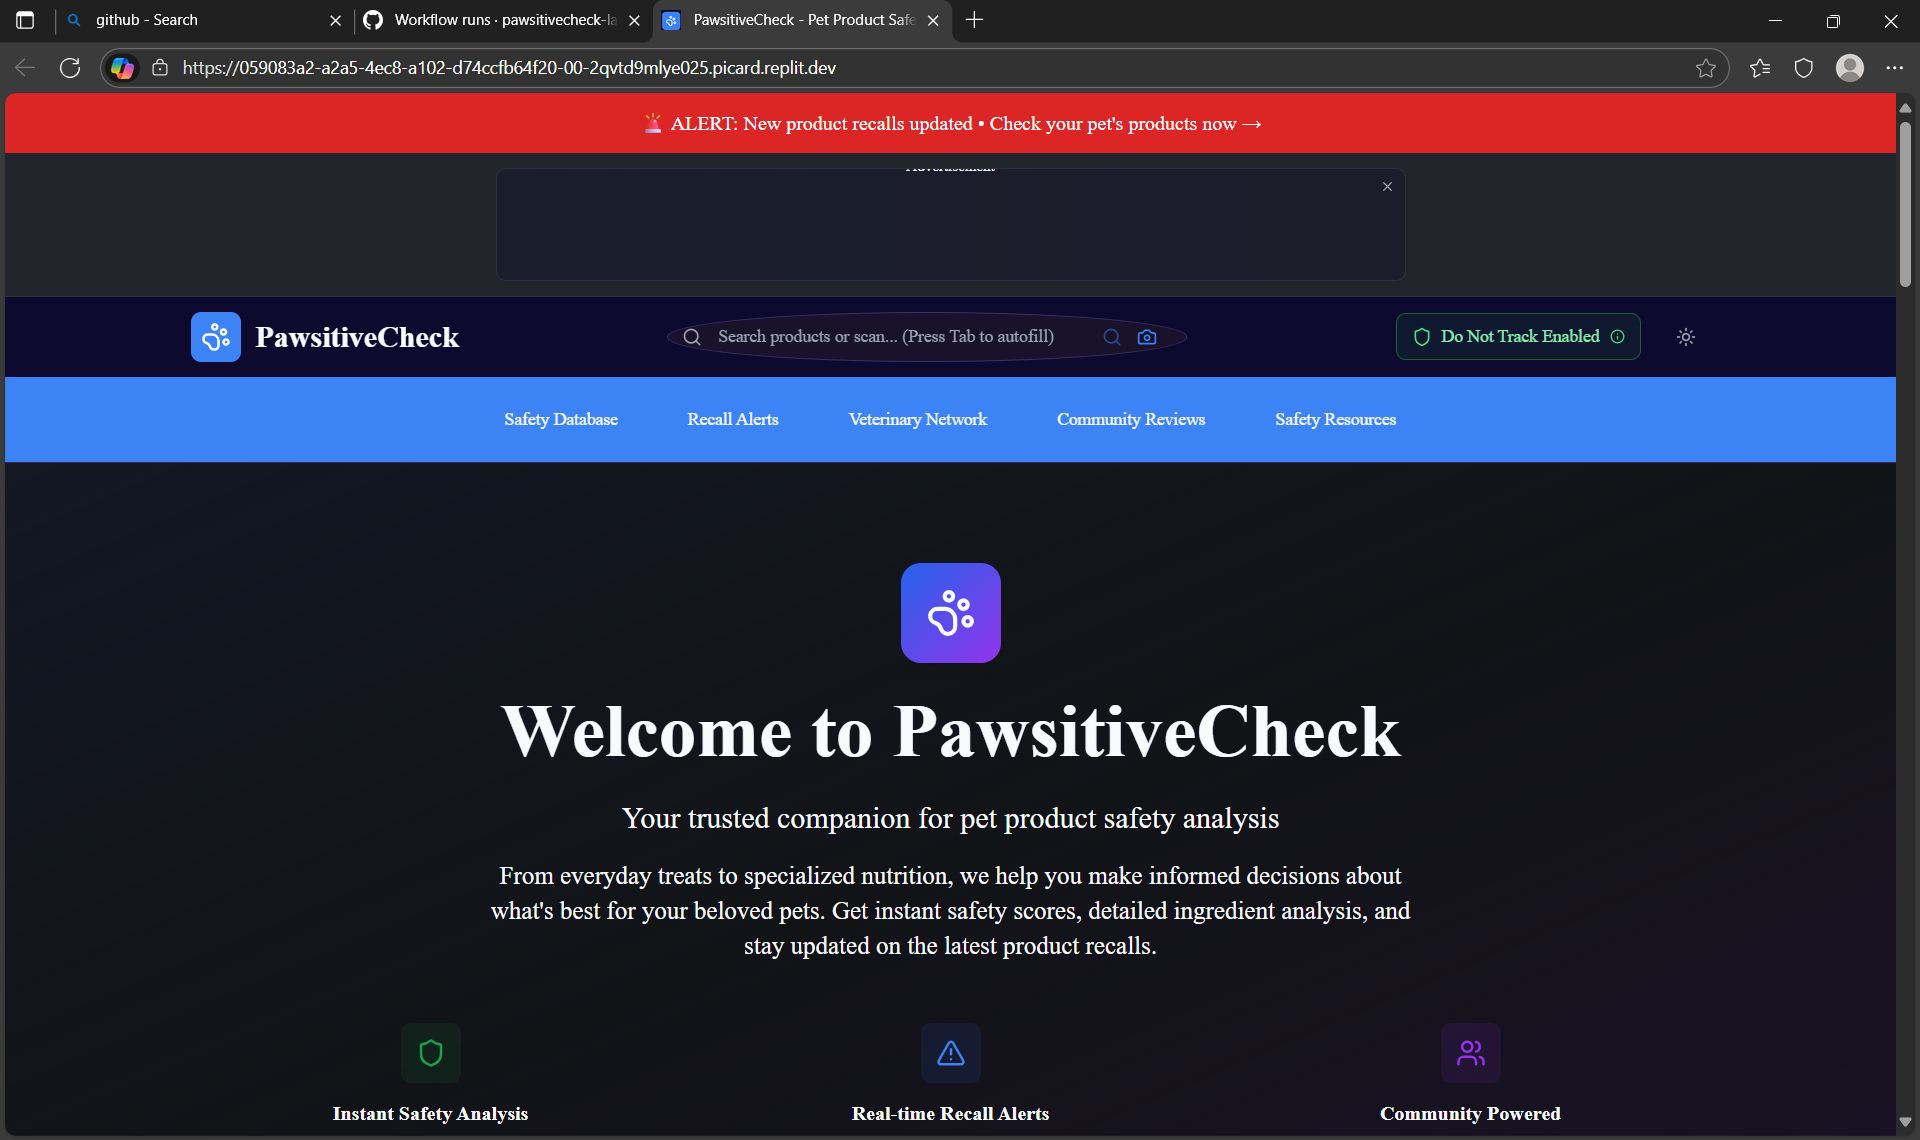 github - Search
Workflow runs · pawsitivecheck-la
PawsitiveCheck - Pet Product Safe
https://059083a2-a2a5-4ec8-a102-d74ccfb64f20-00-2qvtd9mlye025.picard.replit.dev
🚨 ALERT: New product recalls updated • Check your pet's products now →
Advertisement
PawsitiveCheck
Search products or scan... (Press Tab to autofill)
Do Not Track Enabled
Safety Database
Recall Alerts
Veterinary Network
Community Reviews
Safety Resources
Welcome to PawsitiveCheck
Your trusted companion for pet product safety analysis
From everyday treats to specialized nutrition, we help you make informed decisions about
what's best for your beloved pets. Get instant safety scores, detailed ingredient analysis, and
stay updated on the latest product recalls.
Instant Safety Analysis
Real-time Recall Alerts
Community Powered